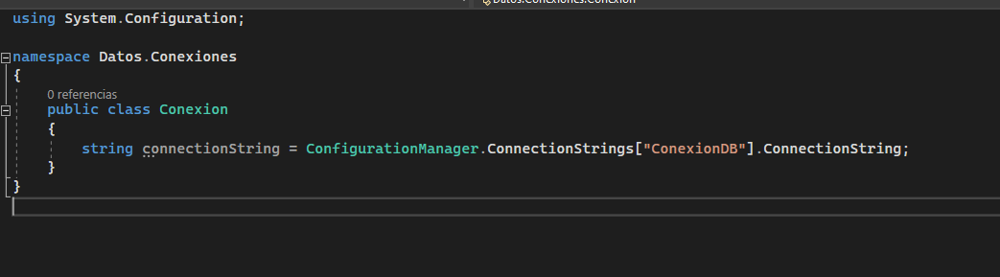 Datos.Conexiones.Conexion
using System.Configuration;
namespace Datos.Conexiones
{
0 referencias
public class Conexion
{
string connectionString = ConfigurationManager.ConnectionStrings["ConexionDB"].ConnectionString;
}
}